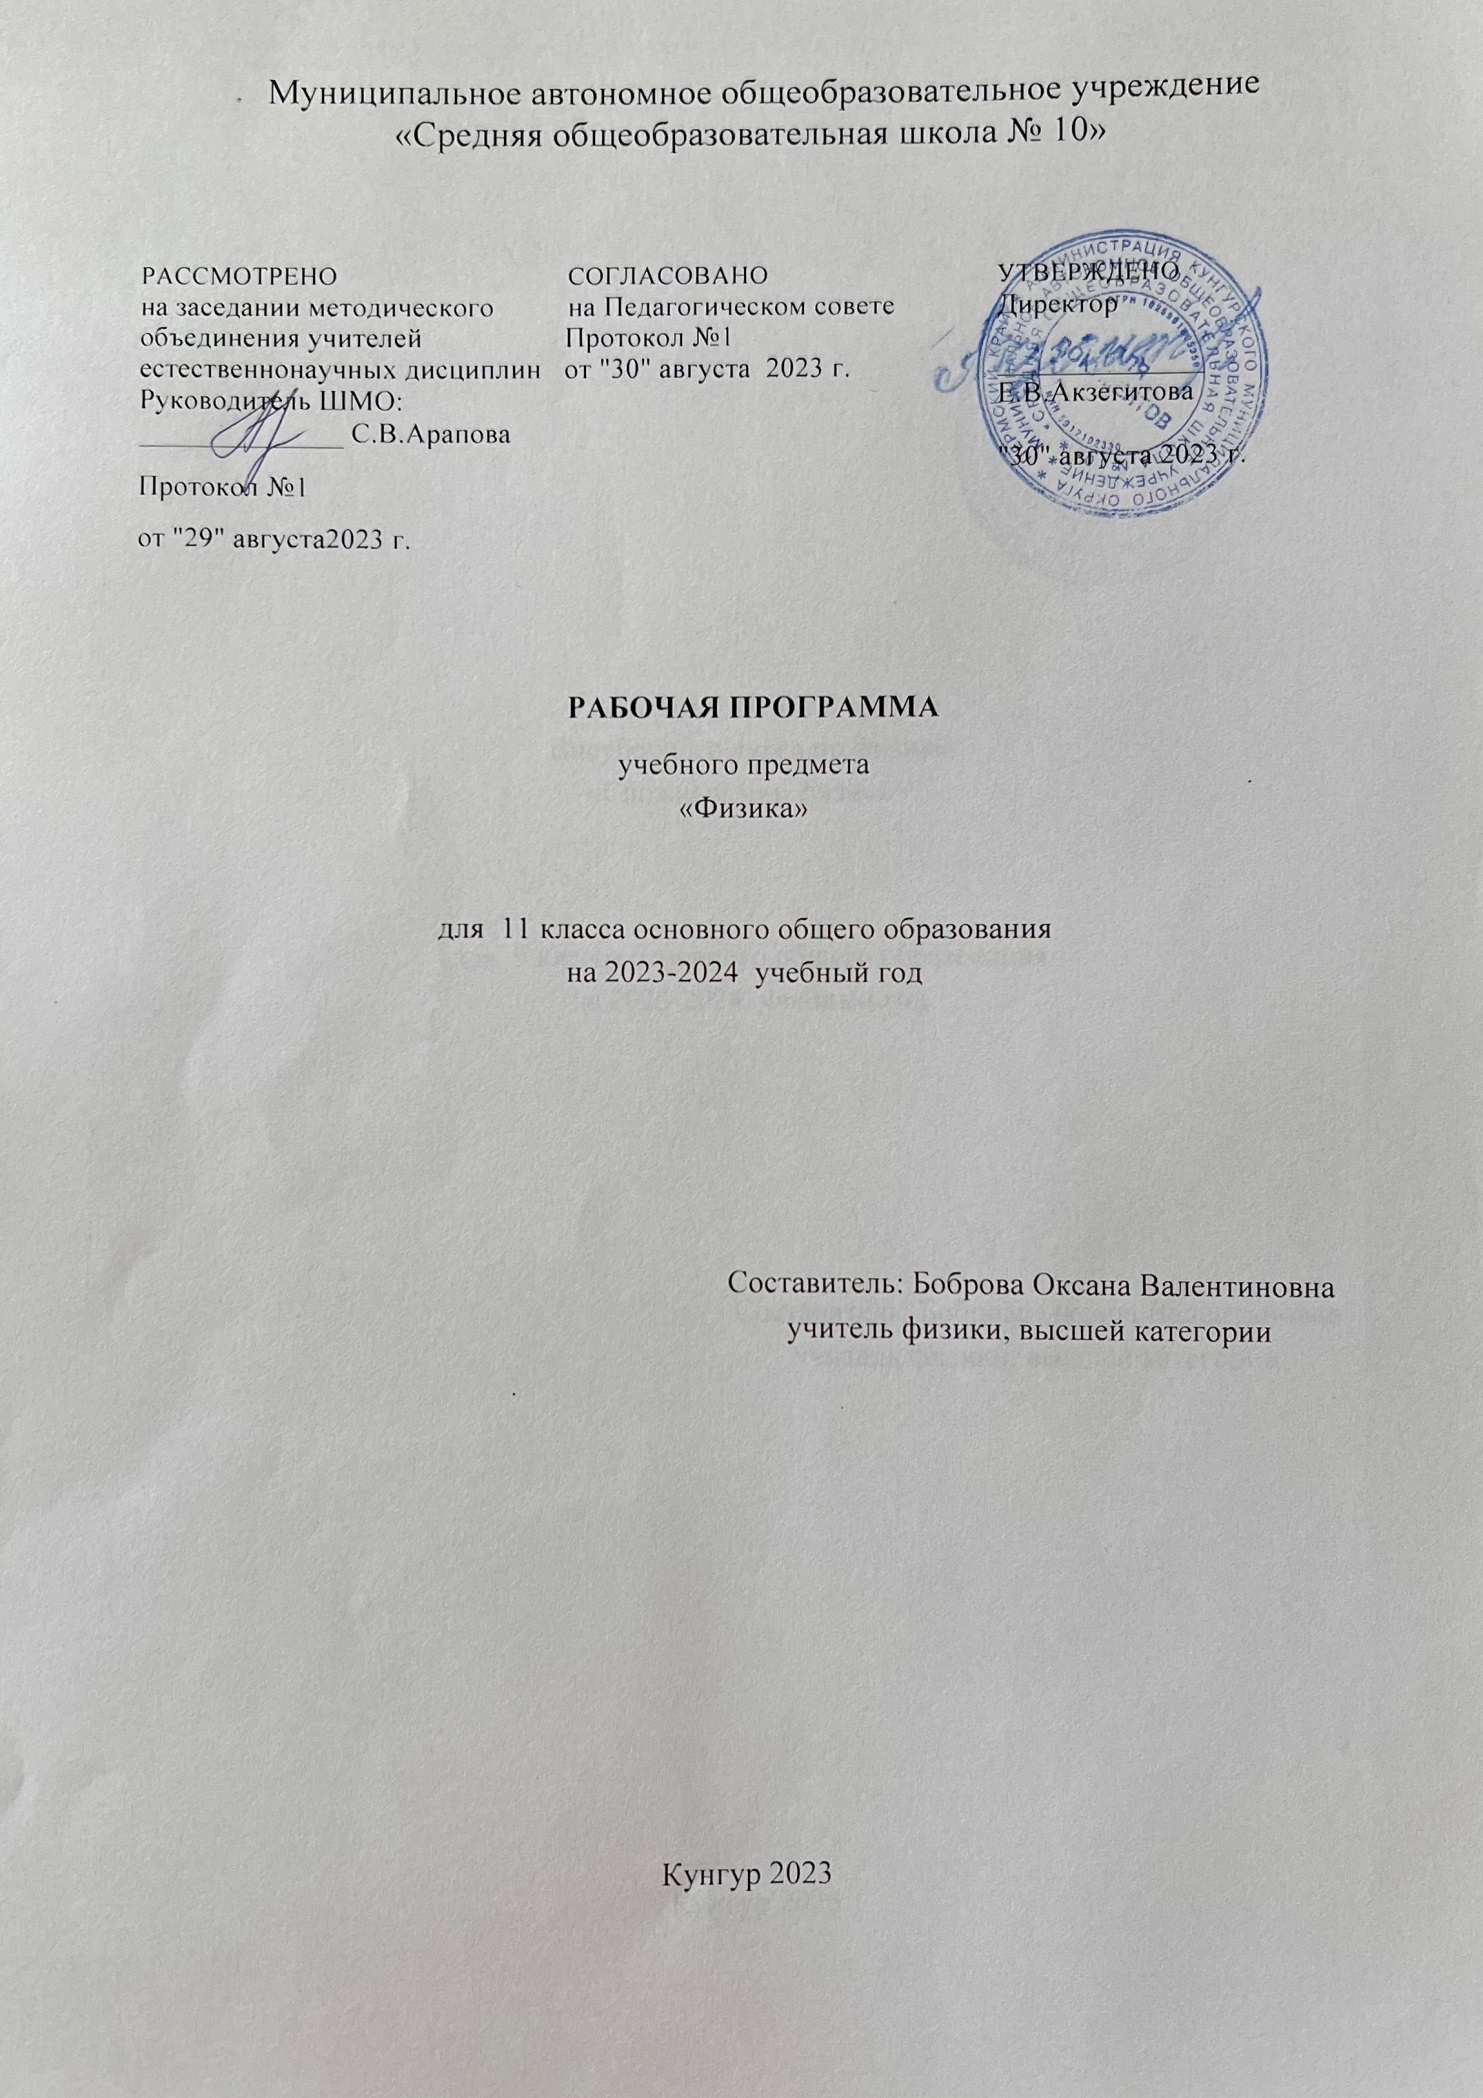 Муниципальное автономное общеобразовательное учреждение
«Средняя общеобразовательная школа № 10»
РАССМОТРЕНО
на заседании методического
объединения учителей
естественнонаучных дисциплин
Руководитель ШМО:
С.В.Арапова
Протокол №1
от "29" августа2023 г.
СОГЛАСОВАНО
на Педагогическом совете
Протокол №1
от "30" августа 2023 г.
УТВЕРЖДЕНО
Директор
Е.В.Акзегитова
"30" августа 2023 г.
РАБОЧАЯ ПРОГРАММА
учебного предмета
«Физика»
для 11 класса основного общего образования
на 2023-2024 учебный год
Составитель: Боброва Оксана Валентиновна
учитель физики, высшей категории
Кунгур 2023